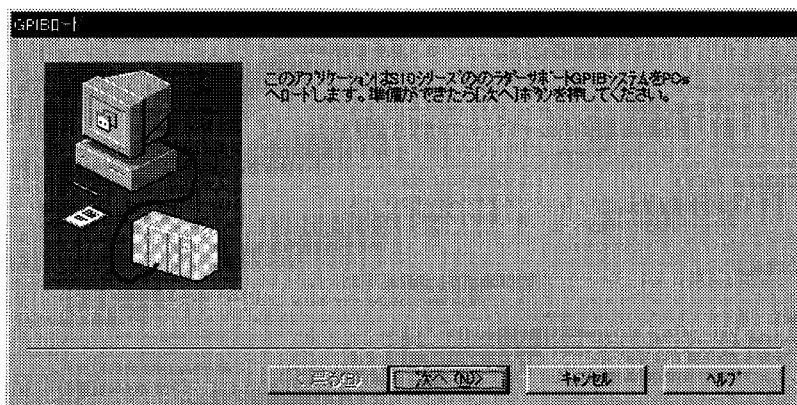 GPIBロード
このアプリケーションはS10シリーズののラダーサポートGPIBシステムをPCs
へロードします。準備ができたら[次へ]ボタンを押してください。
< 戻る(B)
次へ(N)>
キャンセル
ヘルプ